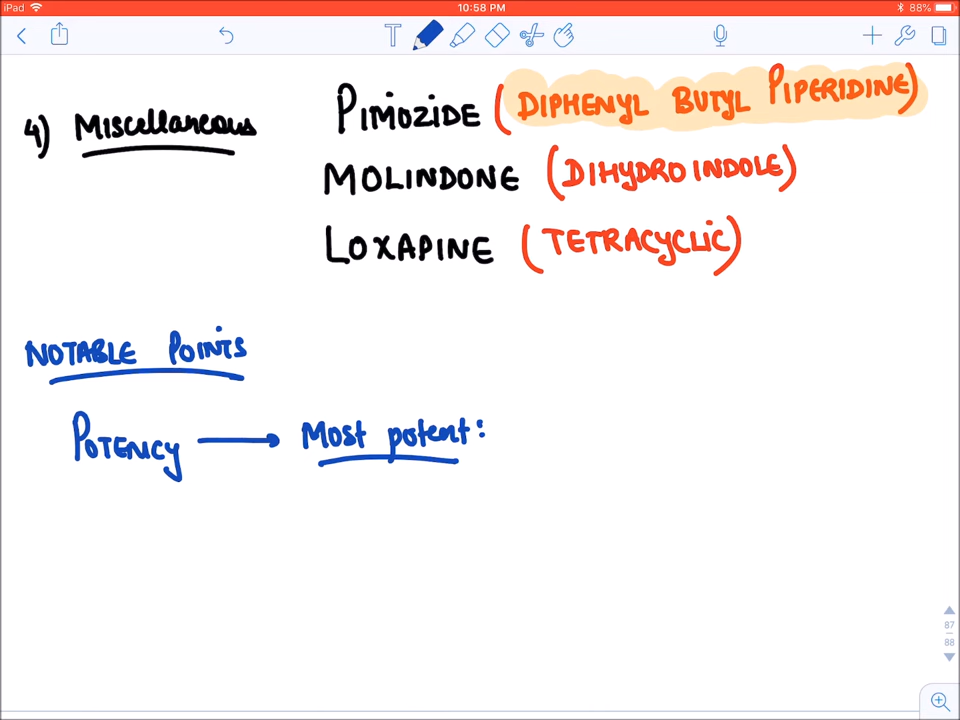 iPad 10:58 PM 88%
T
4) Miscellaneous PIMOZIDE (DIPHENYL BUTYL PIPERIDINE)
MOLINDONE (DIHYDROINDOLE)
LOXAPINE (TETRACYCLIC)
NOTABLE POINTS
POTENCY → Most potent:
87
88